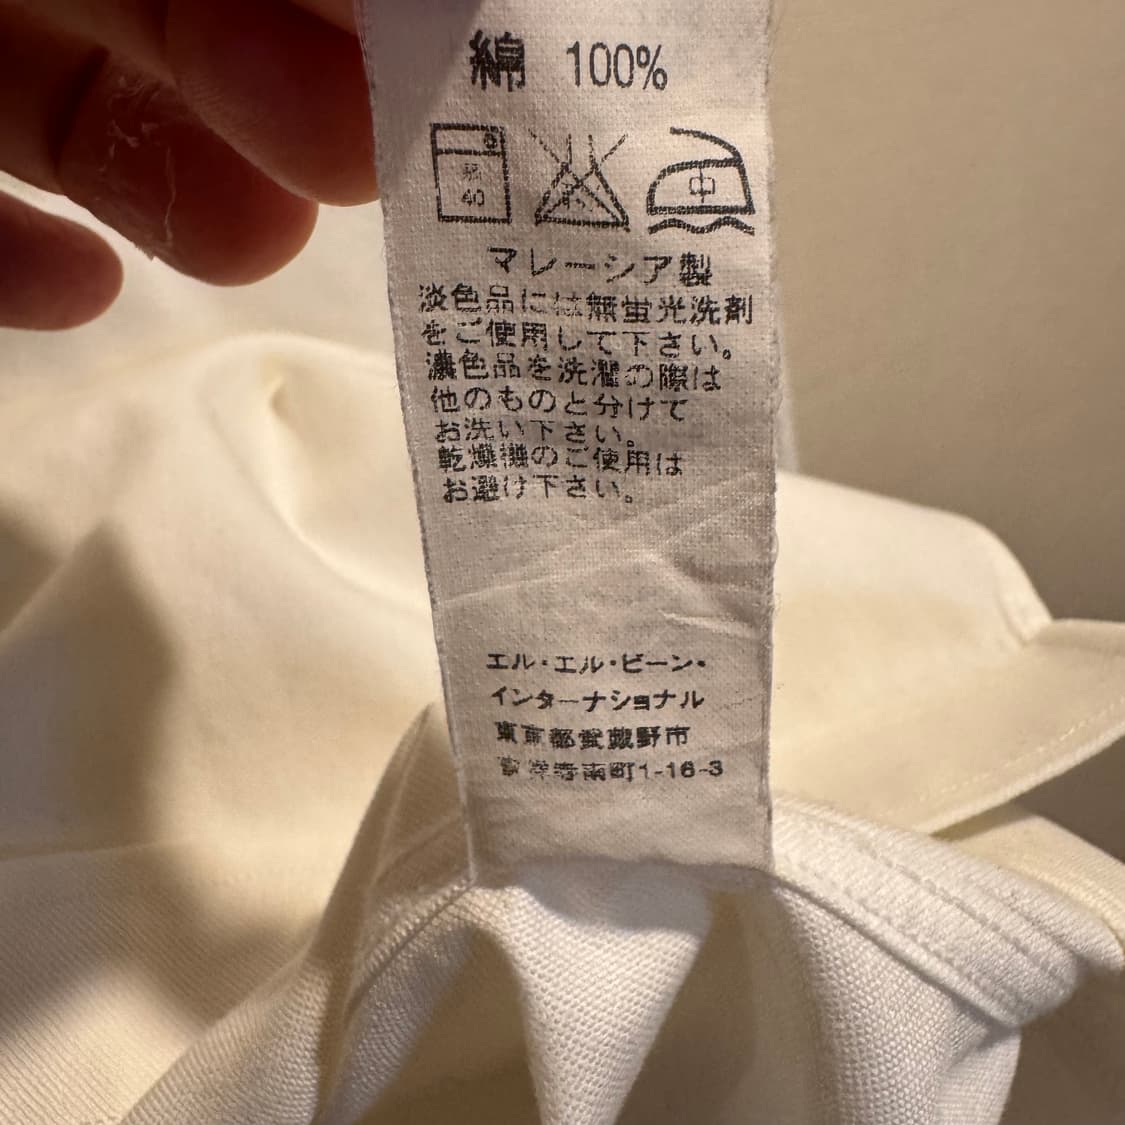 綿 100%
40
中
マレーシア製
淡色品には無蛍光洗剤
をご使用して下さい。
濃色品を洗濯の際は
他のものと分けて
お洗い下さい。
乾燥機のご使用は
お避け下さい。
エル・エル・ビーン・
インターナショナル
東京都武蔵野市
吉祥寺南町1-16-3